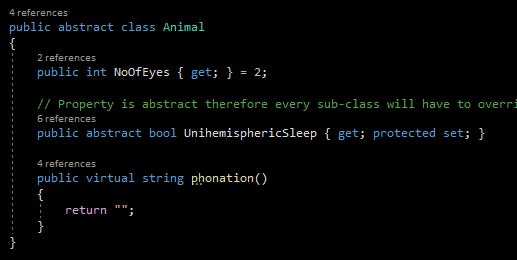 4 references
public abstract class Animal
{
2 references
public int NoOfEyes { get; } = 2;
// Property is abstract therefore every sub-class will have to overri
6 references
public abstract bool UnihemisphericSleep { get; protected set; }
4 references
public virtual string phonation()
{
return "";
}
}